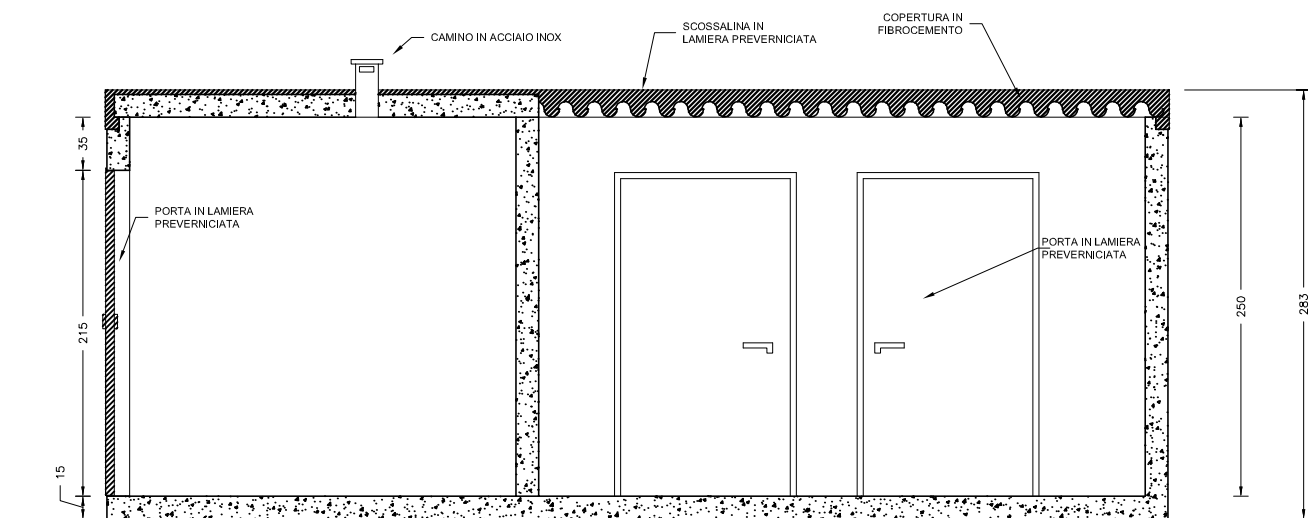 CAMINO IN ACCIAIO INOX
SCOSSALINA IN
LAMIERA PREVERNICIATA
COPERTURA IN
FIBROCEMENTO
35
PORTA IN LAMIERA
PREVERNICIATA
PORTA IN LAMIERA
PREVERNICIATA
215
250
283
15